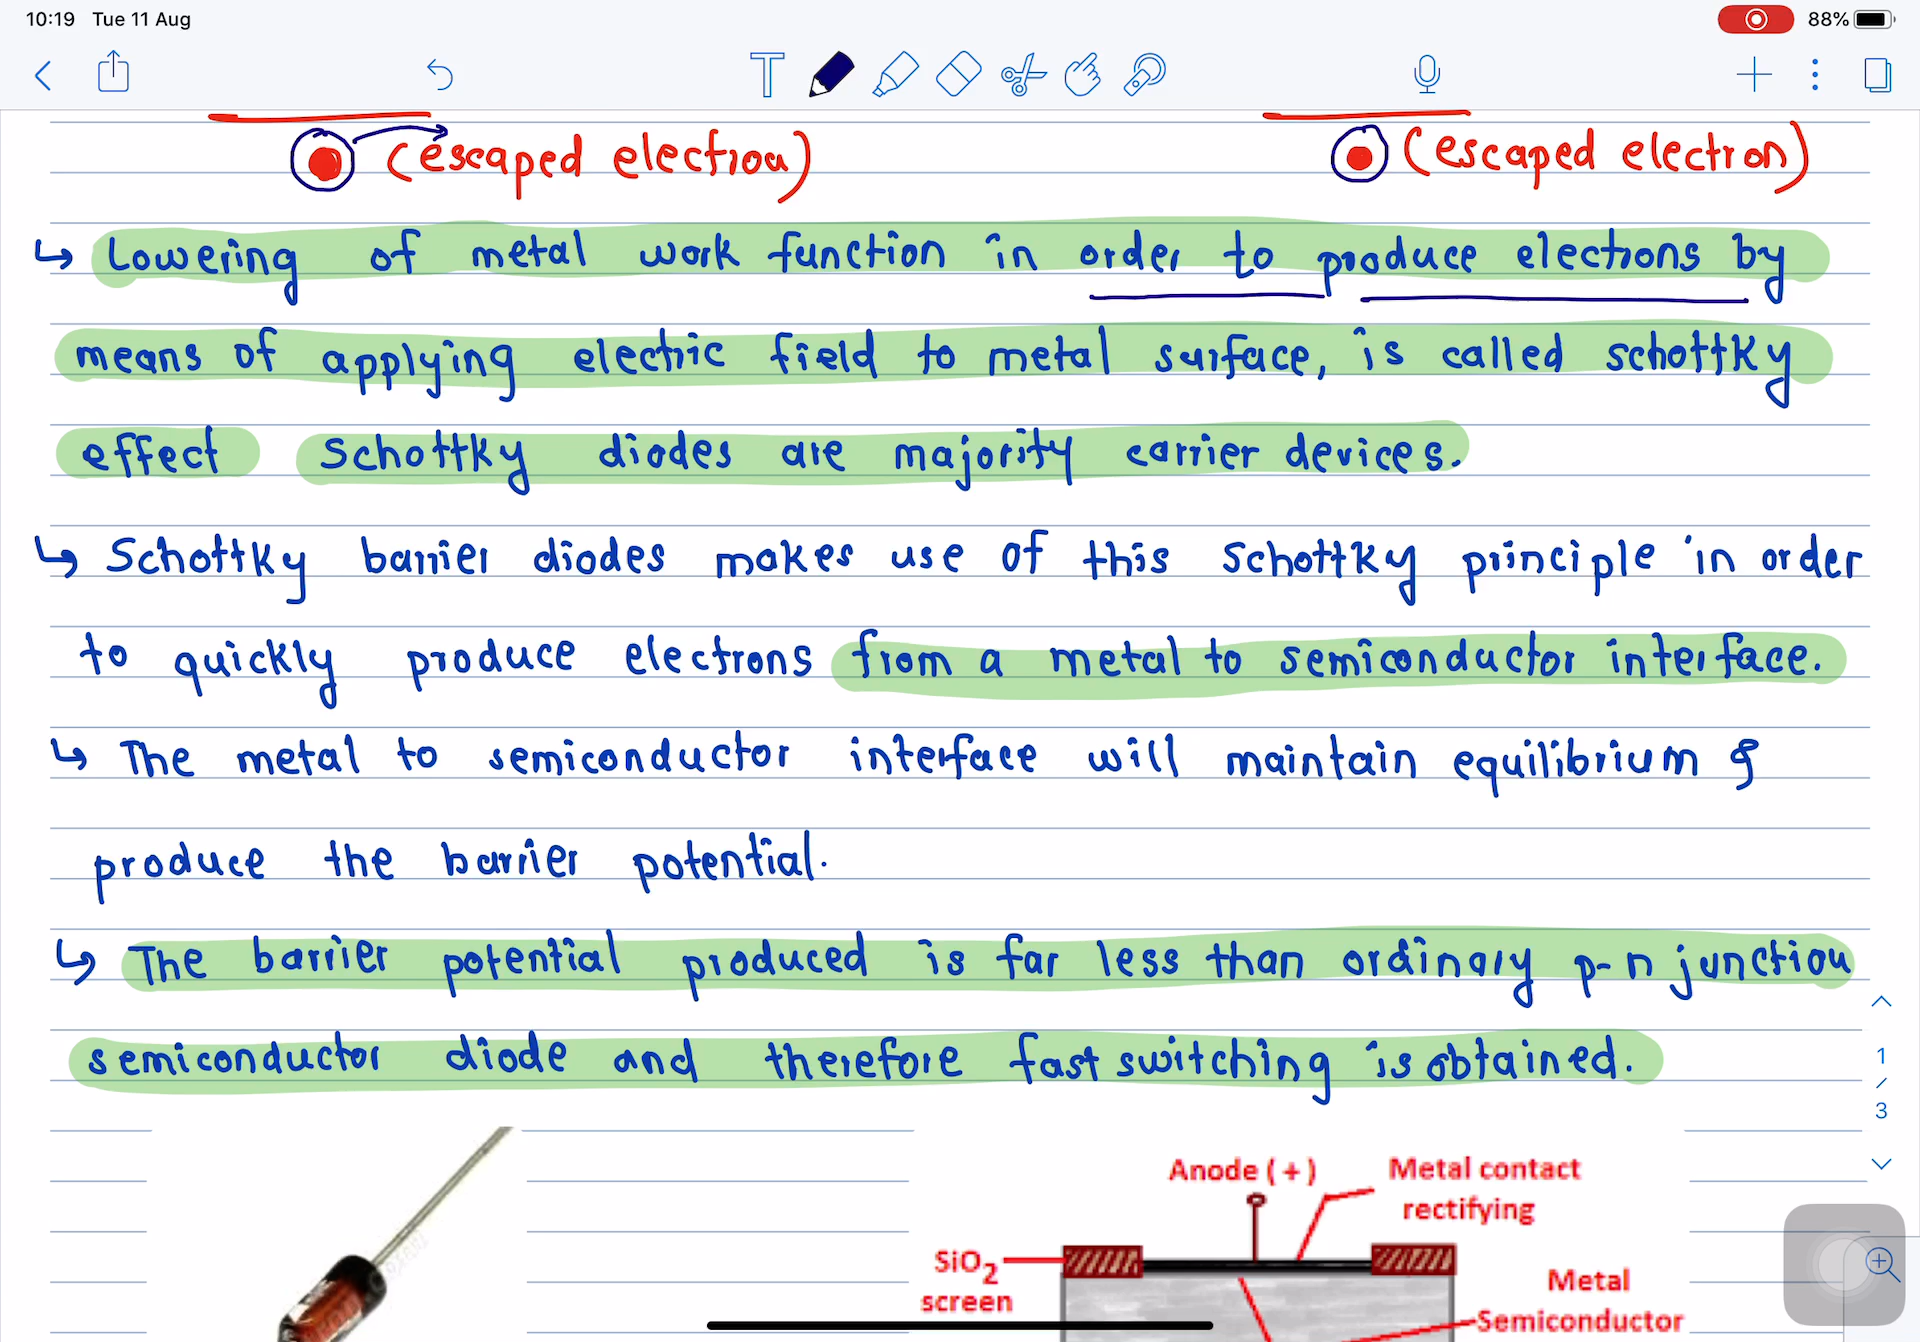 10:19 Tue 11 Aug 88%
(escaped electron) (escaped electron)
↳ Lowering of metal work function in order to produce elections by
means of applying electric field to metal surface, is called schottky
effect Schottky diodes are majority carrier devices.
↳ Schottky barrier diodes makes use of this Schottky principle in order
to quickly produce electrons from a metal to semiconductor interface.
↳ The metal to semiconductor interface will maintain equilibrium &
produce the barrier potential.
↳ The barrier potential produced is far less than ordinary p-n junction
semiconductor diode and therefore fast switching is obtained.
1
/
3
Anode (+) Metal contact
rectifying
SiO2
screen
Metal
Semiconductor